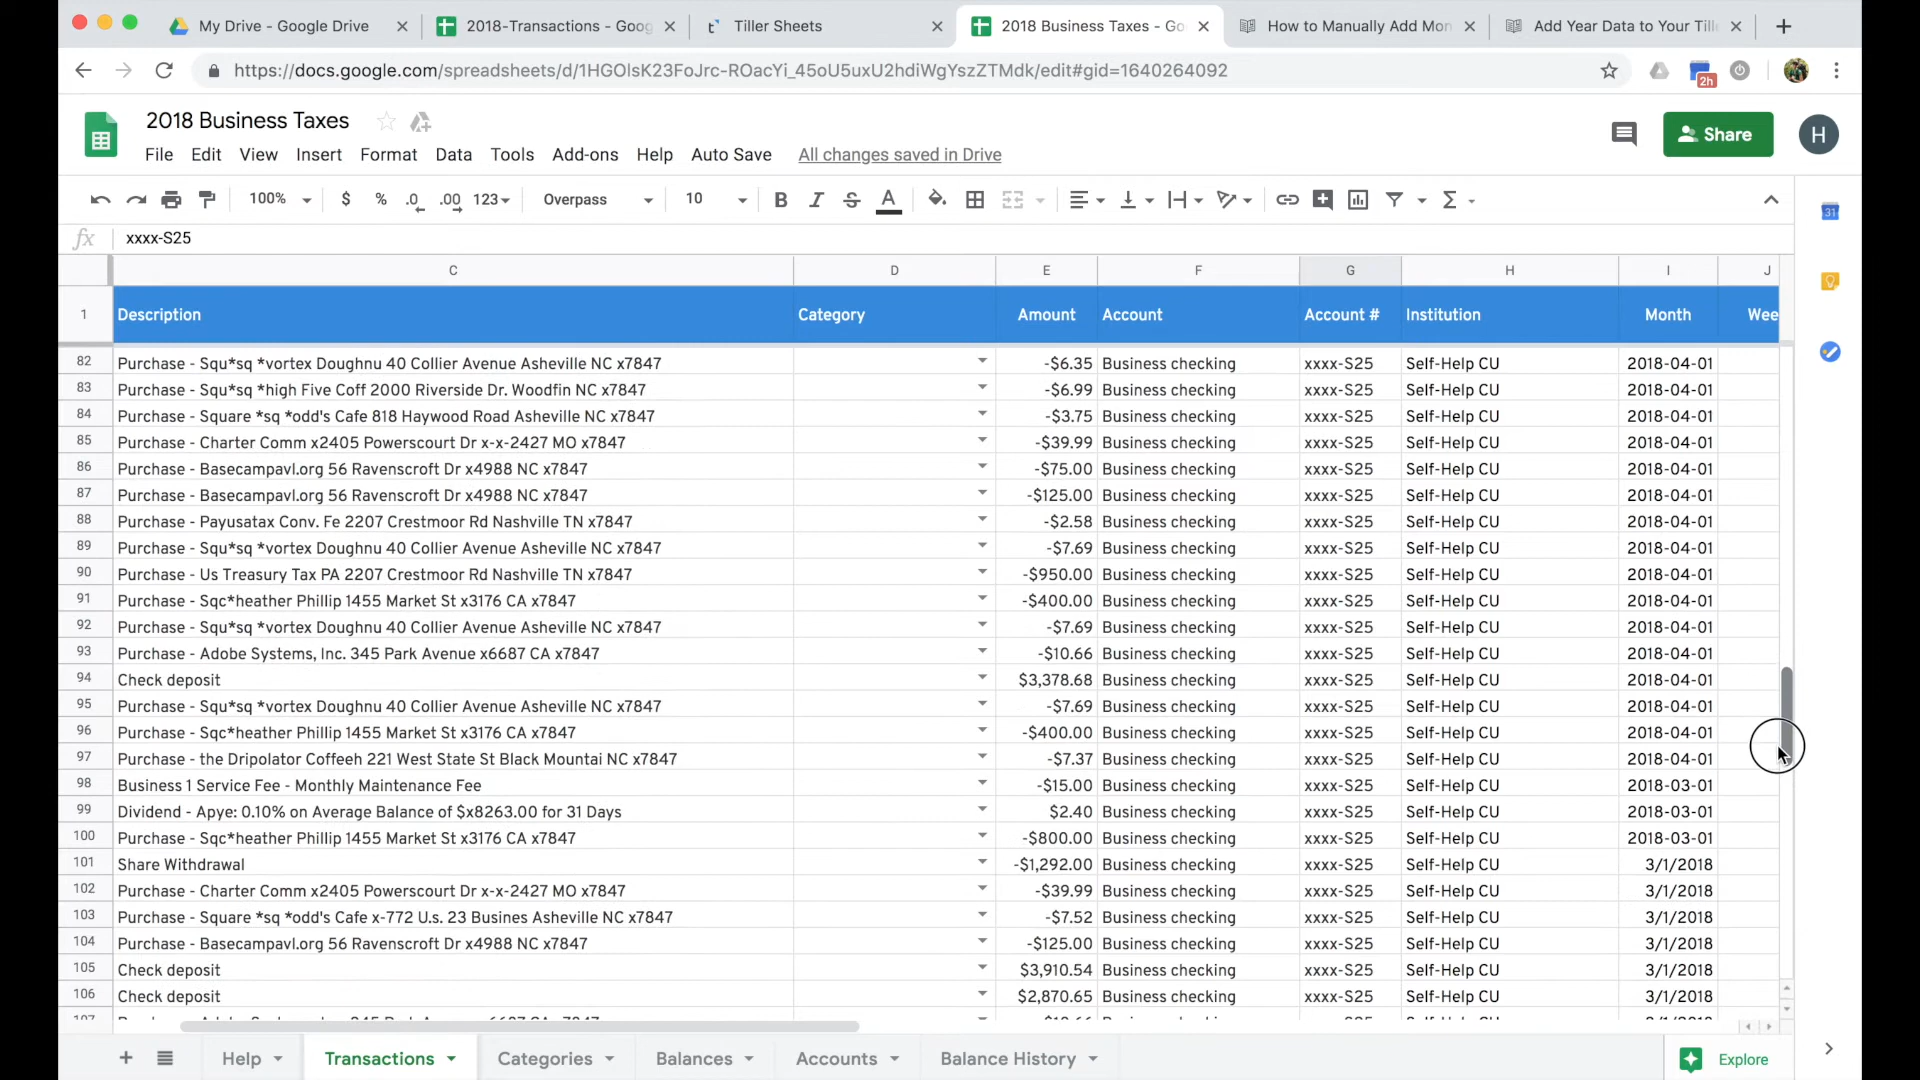 My Drive - Google Drive
2018-Transactions - Goog
Tiller Sheets
2018 Business Taxes - Go
How to Manually Add Mon
Add Year Data to Your Till
https://docs.google.com/spreadsheets/d/1HGOlsK23FoJrc-ROacYi_45oU5uxU2hdiWgYszZTMdk/edit#gid=1640264092
2h
2018 Business Taxes
File Edit View Insert Format Data Tools Add-ons Help Auto Save All changes saved in Drive
Share
H
100% $ % .0 .00 123 Overpass 10 B I S A
31
fx xxxx-S25
C D E F G H I J
1 Description Category Amount Account Account # Institution Month Wee
82 Purchase - Squ*sq *vortex Doughnu 40 Collier Avenue Asheville NC x7847 -$6.35 Business checking xxxx-S25 Self-Help CU 2018-04-01
83 Purchase - Squ*sq *high Five Coff 2000 Riverside Dr. Woodfin NC x7847 -$6.99 Business checking xxxx-S25 Self-Help CU 2018-04-01
84 Purchase - Square *sq *odd's Cafe 818 Haywood Road Asheville NC x7847 -$3.75 Business checking xxxx-S25 Self-Help CU 2018-04-01
85 Purchase - Charter Comm x2405 Powerscourt Dr x-x-2427 MO x7847 -$39.99 Business checking xxxx-S25 Self-Help CU 2018-04-01
86 Purchase - Basecampavl.org 56 Ravenscroft Dr x4988 NC x7847 -$75.00 Business checking xxxx-S25 Self-Help CU 2018-04-01
87 Purchase - Basecampavl.org 56 Ravenscroft Dr x4988 NC x7847 -$125.00 Business checking xxxx-S25 Self-Help CU 2018-04-01
88 Purchase - Payusatax Conv. Fe 2207 Crestmoor Rd Nashville TN x7847 -$2.58 Business checking xxxx-S25 Self-Help CU 2018-04-01
89 Purchase - Squ*sq *vortex Doughnu 40 Collier Avenue Asheville NC x7847 -$7.69 Business checking xxxx-S25 Self-Help CU 2018-04-01
90 Purchase - Us Treasury Tax PA 2207 Crestmoor Rd Nashville TN x7847 -$950.00 Business checking xxxx-S25 Self-Help CU 2018-04-01
91 Purchase - Sqc*heather Phillip 1455 Market St x3176 CA x7847 -$400.00 Business checking xxxx-S25 Self-Help CU 2018-04-01
92 Purchase - Squ*sq *vortex Doughnu 40 Collier Avenue Asheville NC x7847 -$7.69 Business checking xxxx-S25 Self-Help CU 2018-04-01
93 Purchase - Adobe Systems, Inc. 345 Park Avenue x6687 CA x7847 -$10.66 Business checking xxxx-S25 Self-Help CU 2018-04-01
94 Check deposit $3,378.68 Business checking xxxx-S25 Self-Help CU 2018-04-01
95 Purchase - Squ*sq *vortex Doughnu 40 Collier Avenue Asheville NC x7847 -$7.69 Business checking xxxx-S25 Self-Help CU 2018-04-01
96 Purchase - Sqc*heather Phillip 1455 Market St x3176 CA x7847 -$400.00 Business checking xxxx-S25 Self-Help CU 2018-04-01
97 Purchase - the Dripolator Coffeeh 221 West State St Black Mountai NC x7847 -$7.37 Business checking xxxx-S25 Self-Help CU 2018-04-01
98 Business 1 Service Fee - Monthly Maintenance Fee -$15.00 Business checking xxxx-S25 Self-Help CU 2018-03-01
99 Dividend - Apye: 0.10% on Average Balance of $x8263.00 for 31 Days $2.40 Business checking xxxx-S25 Self-Help CU 2018-03-01
100 Purchase - Sqc*heather Phillip 1455 Market St x3176 CA x7847 -$800.00 Business checking xxxx-S25 Self-Help CU 2018-03-01
101 Share Withdrawal -$1,292.00 Business checking xxxx-S25 Self-Help CU 3/1/2018
102 Purchase - Charter Comm x2405 Powerscourt Dr x-x-2427 MO x7847 -$39.99 Business checking xxxx-S25 Self-Help CU 3/1/2018
103 Purchase - Square *sq *odd's Cafe x-772 U.s. 23 Busines Asheville NC x7847 -$7.52 Business checking xxxx-S25 Self-Help CU 3/1/2018
104 Purchase - Basecampavl.org 56 Ravenscroft Dr x4988 NC x7847 -$125.00 Business checking xxxx-S25 Self-Help CU 3/1/2018
105 Check deposit $3,910.54 Business checking xxxx-S25 Self-Help CU 3/1/2018
106 Check deposit $2,870.65 Business checking xxxx-S25 Self-Help CU 3/1/2018
Help Transactions Categories Balances Accounts Balance History Explore